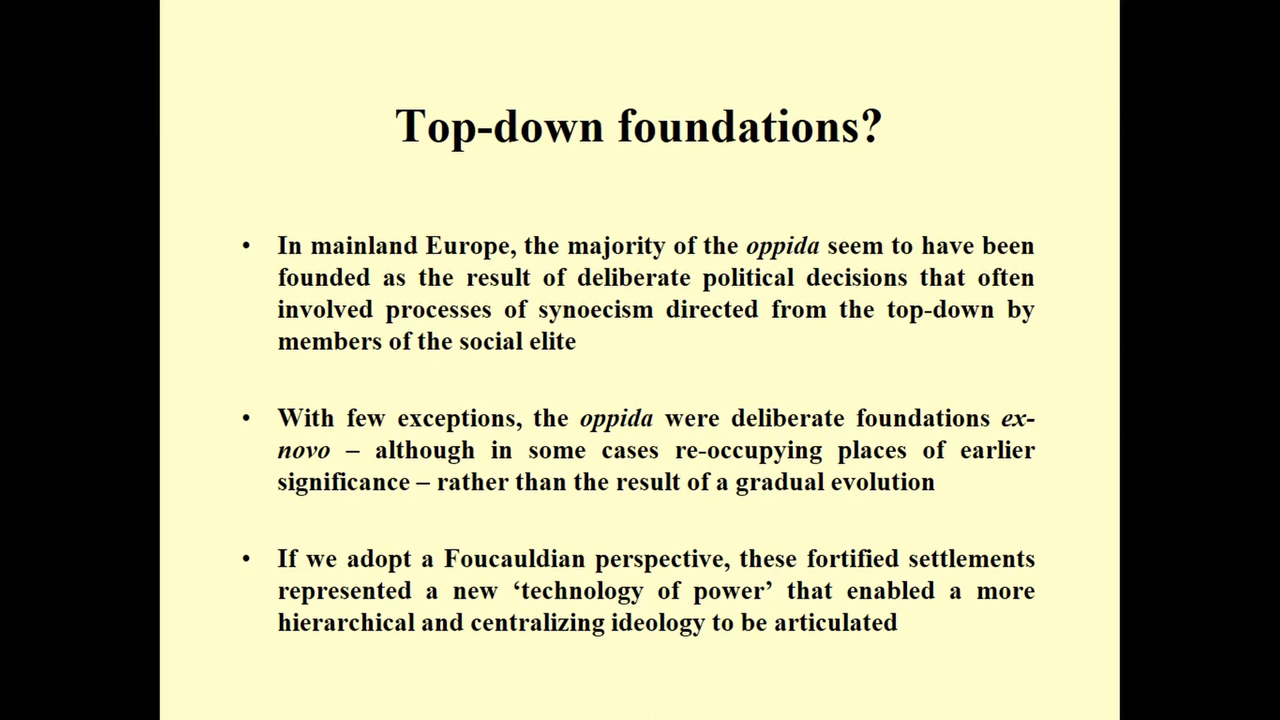 Top-down foundations?
• In mainland Europe, the majority of the oppida seem to have been
founded as the result of deliberate political decisions that often
involved processes of synoecism directed from the top-down by
members of the social elite
• With few exceptions, the oppida were deliberate foundations ex-
novo – although in some cases re-occupying places of earlier
significance – rather than the result of a gradual evolution
• If we adopt a Foucauldian perspective, these fortified settlements
represented a new ‘technology of power’ that enabled a more
hierarchical and centralizing ideology to be articulated